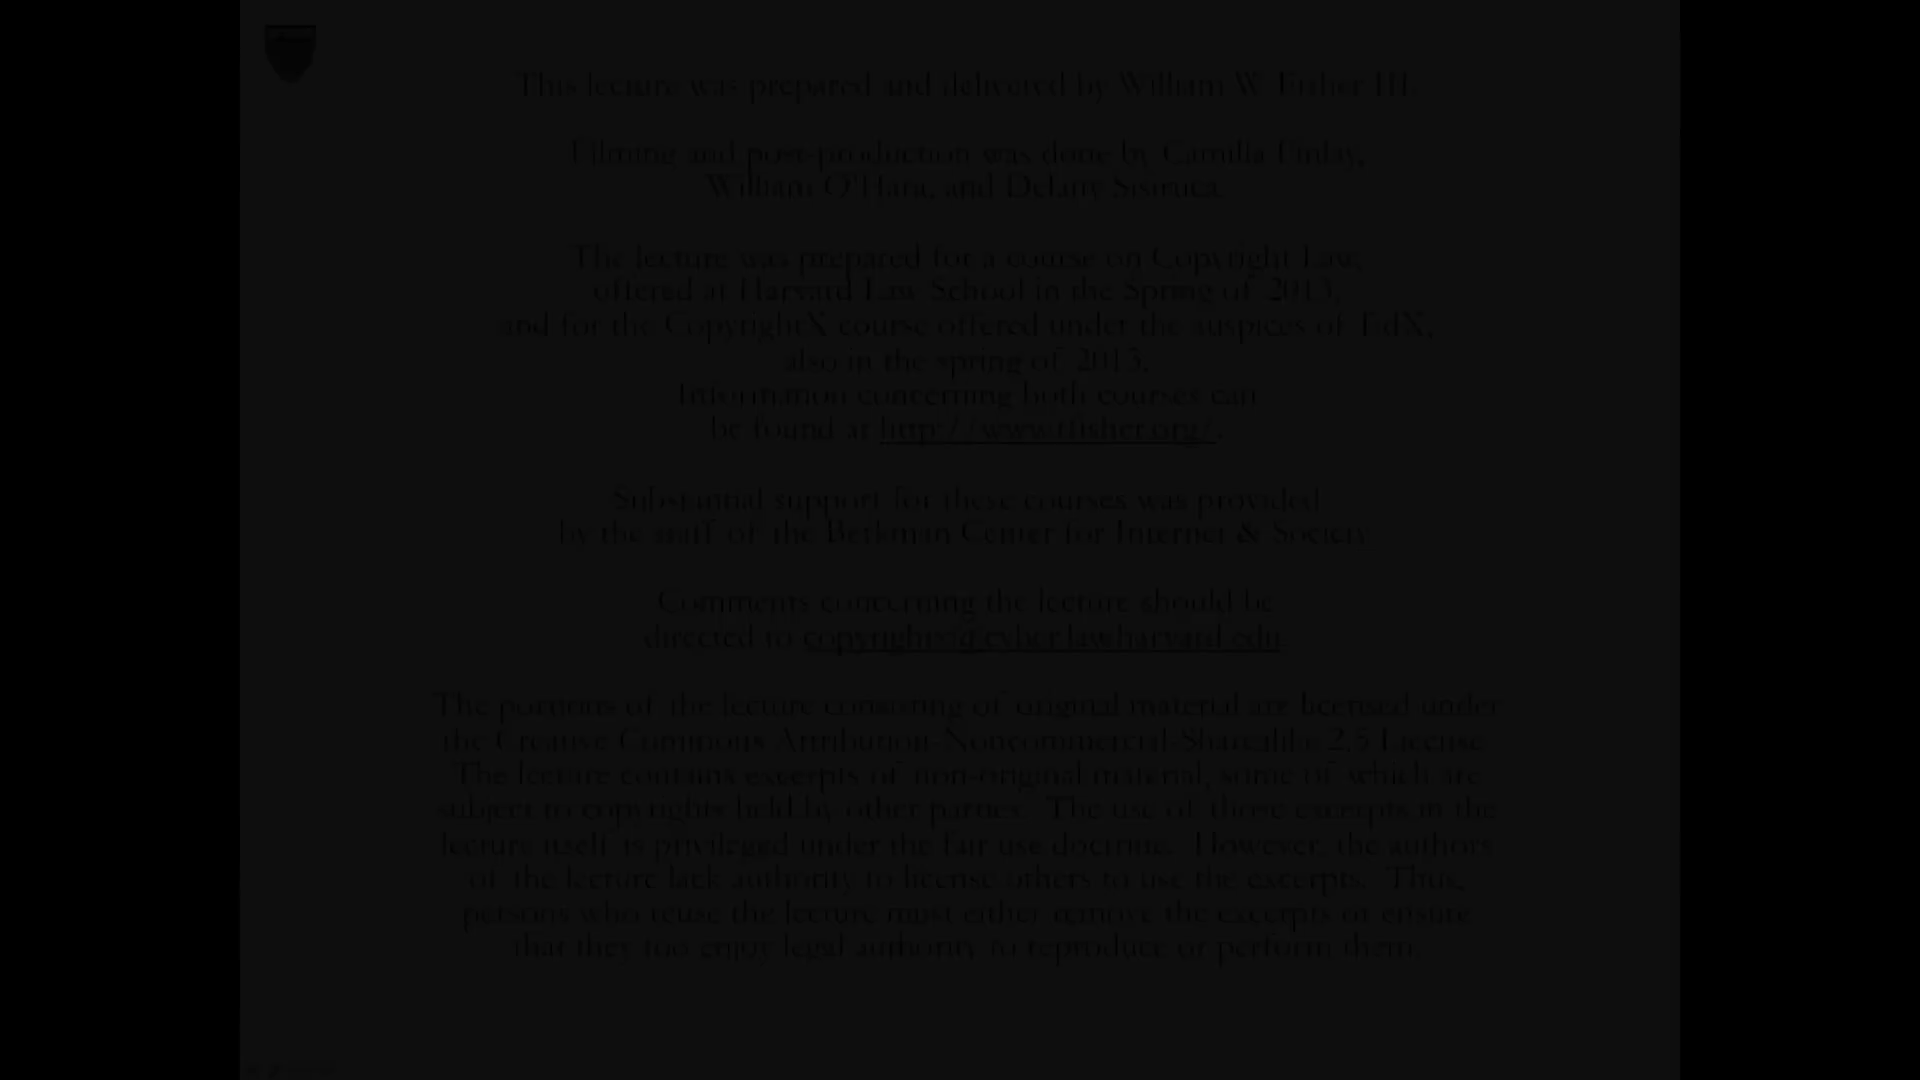 This lecture was prepared and delivered by William W. Fisher III.
Filming and post-production was done by Camilla Finlay,
William O'Hara, and Delany Sisiruca.
The lecture was prepared for a course on Copyright Law,
offered at Harvard Law School in the Spring of 2013,
and for the CopyrightX course offered under the auspices of EdX,
also in the spring of 2013.
Information concerning both courses can
be found at http://www.tfisher.org/.
Substantial support for these courses was provided
by the staff of the Berkman Center for Internet & Society
Comments concerning the lecture should be
directed to copyrightx@cyber.law.harvard.edu
The portions of the lecture consisting of original material are licensed under
the Creative Commons Attribution-Noncommercial-Sharealike 2.5 License.
The lecture contains excerpts of non-original material, some of which are
subject to copyrights held by other parties. The use of those excerpts in the
lecture itself is privileged under the fair use doctrine. However, the authors
of the lecture lack authority to license others to use the excerpts. Thus,
persons who reuse the lecture must either remove the excerpts or ensure
that they too enjoy legal authority to reproduce or perform them.